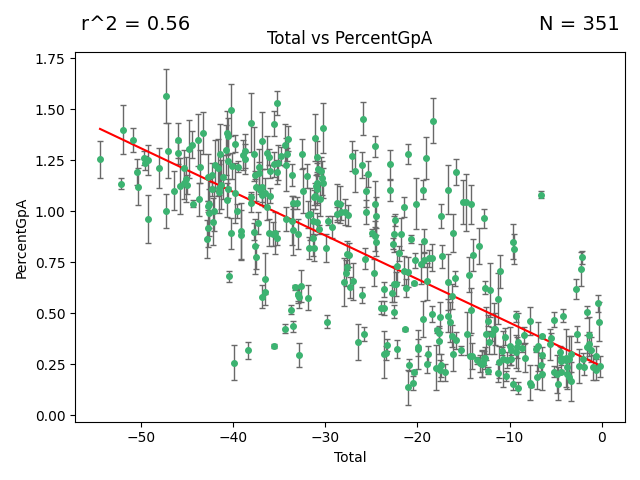 r^2 = 0.56
N = 351
Total vs PercentGpA
1.75
1.50
1.25
1.00
0.75
0.50
0.25
0.00
PercentGpA
−50
−40
−30
−20
−10
0
Total